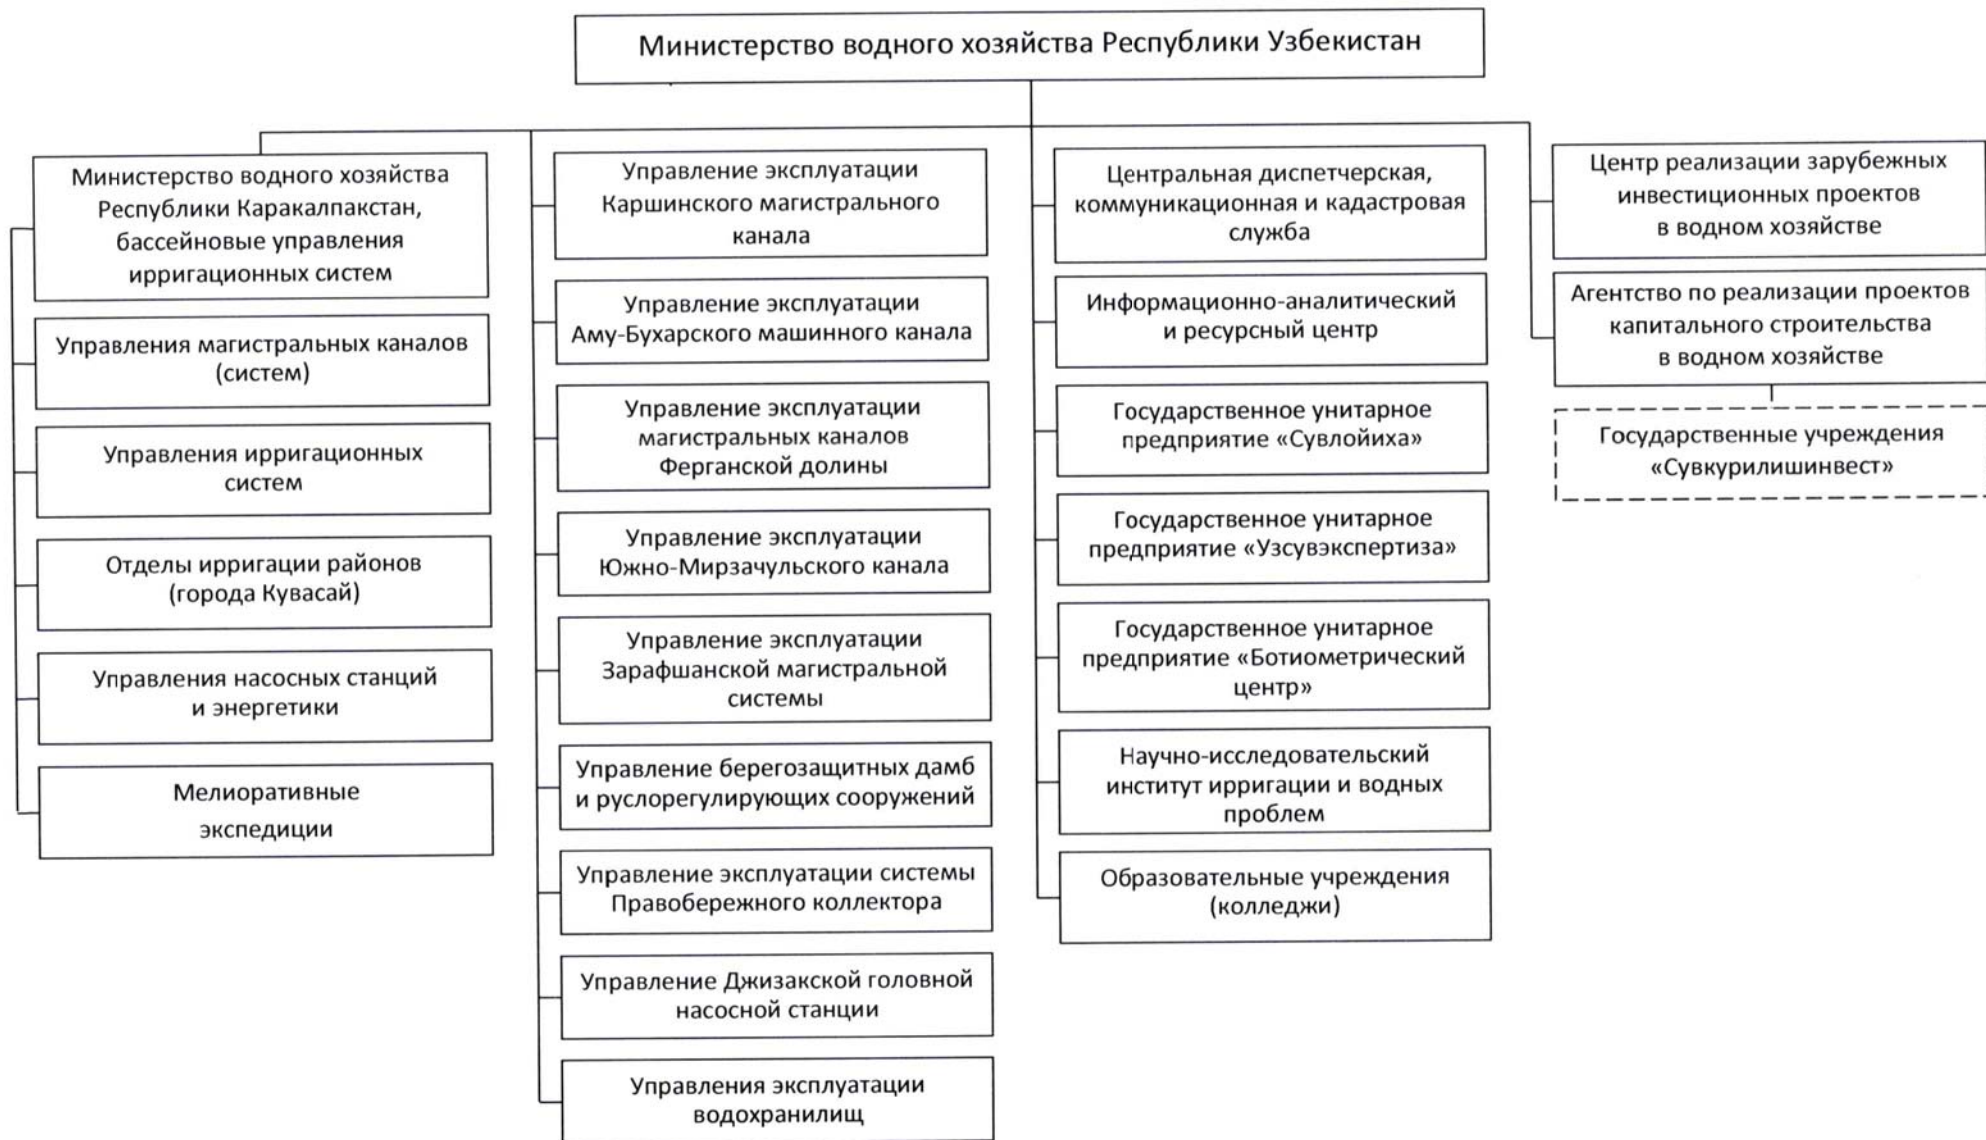 Министерство водного хозяйства Республики Узбекистан
Министерство водного хозяйства
Республики Каракалпакстан,
бассейновые управления
ирригационных систем
Управления магистральных каналов
(систем)
Управления ирригационных
систем
Отделы ирригации районов
(города Кувасай)
Управления насосных станций
и энергетики
Мелиоративные
экспедиции
Управление эксплуатации
Каршинского магистрального
канала
Управление эксплуатации
Аму-Бухарского машинного канала
Управление эксплуатации
магистральных каналов
Ферганской долины
Управление эксплуатации
Южно-Мирзачульского канала
Управление эксплуатации
Зарафшанской магистральной
системы
Управление берегозащитных дамб
и руслорегулирующих сооружений
Управление эксплуатации системы
Правобережного коллектора
Управление Джизакской головной
насосной станции
Управления эксплуатации
водохранилищ
Центральная диспетчерская,
коммуникационная и кадастровая
служба
Информационно-аналитический
и ресурсный центр
Государственное унитарное
предприятие «Сувлойиха»
Государственное унитарное
предприятие «Узсувэкспертиза»
Государственное унитарное
предприятие «Ботиометрический
центр»
Научно-исследовательский
институт ирригации и водных
проблем
Образовательные учреждения
(колледжи)
Центр реализации зарубежных
инвестиционных проектов
в водном хозяйстве
Агентство по реализации проектов
капитального строительства
в водном хозяйстве
Государственные учреждения
«Сувкурилишинвест»